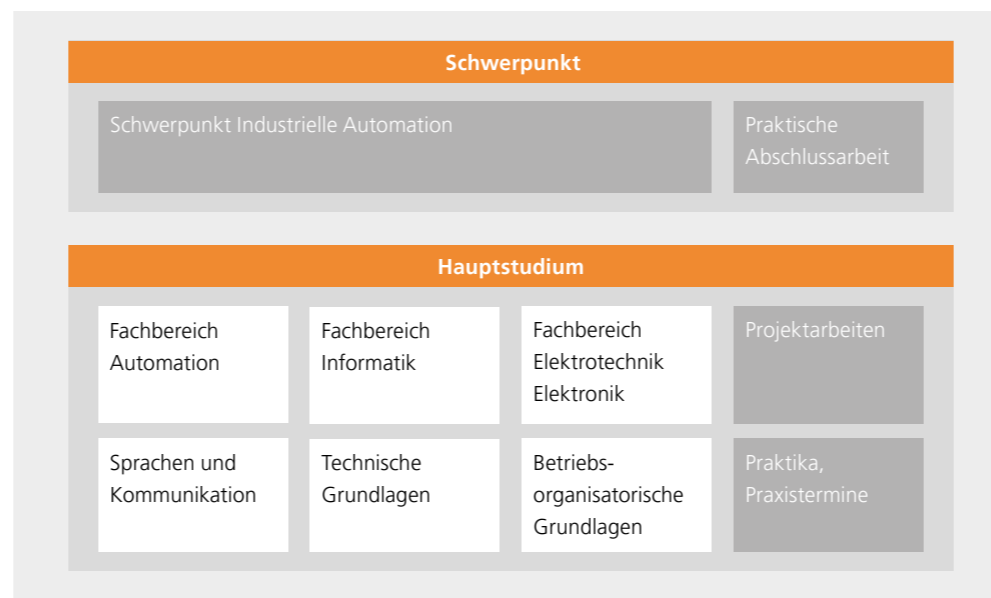 Schwerpunkt
Schwerpunkt Industrielle Automation
Praktische
Abschlussarbeit
Hauptstudium
Fachbereich
Automation
Fachbereich
Informatik
Fachbereich
Elektrotechnik
Elektronik
Projektarbeiten
Sprachen und
Kommunikation
Technische
Grundlagen
Betriebs-
organisatorische
Grundlagen
Praktika,
Praxistermine